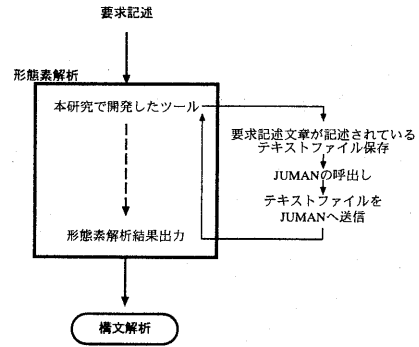 要求記述
形態素解析
本研究で開発したツール
要求記述文章が記述されている
テキストファイル保存
JUMANの呼出し
テキストファイルを
JUMANへ送信
形態素解析結果出力
構文解析